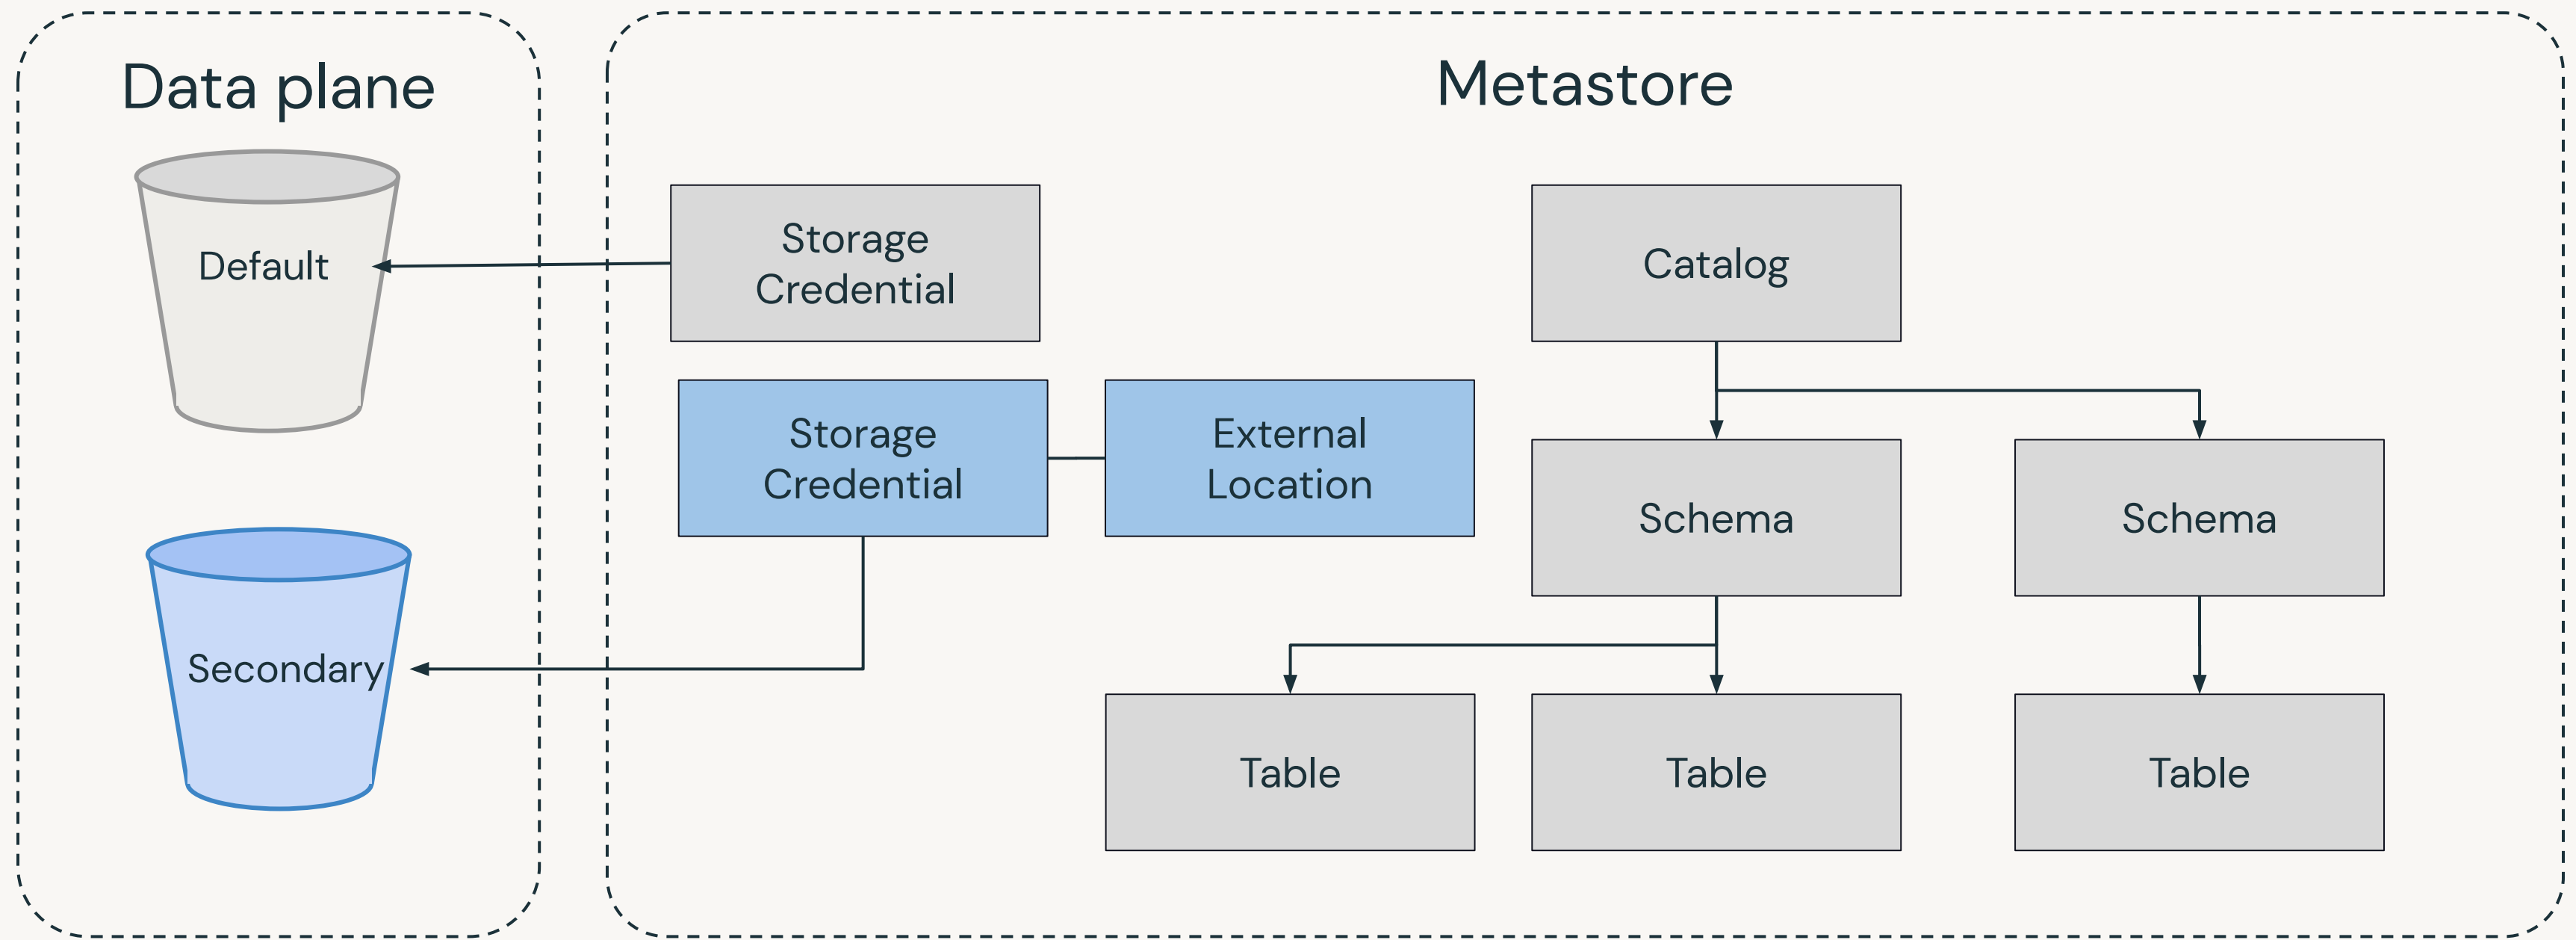 Data plane
Default
Secondary
Metastore
Storage
Credential
Catalog
Storage
Credential
External
Location
Schema
Schema
Table
Table
Table